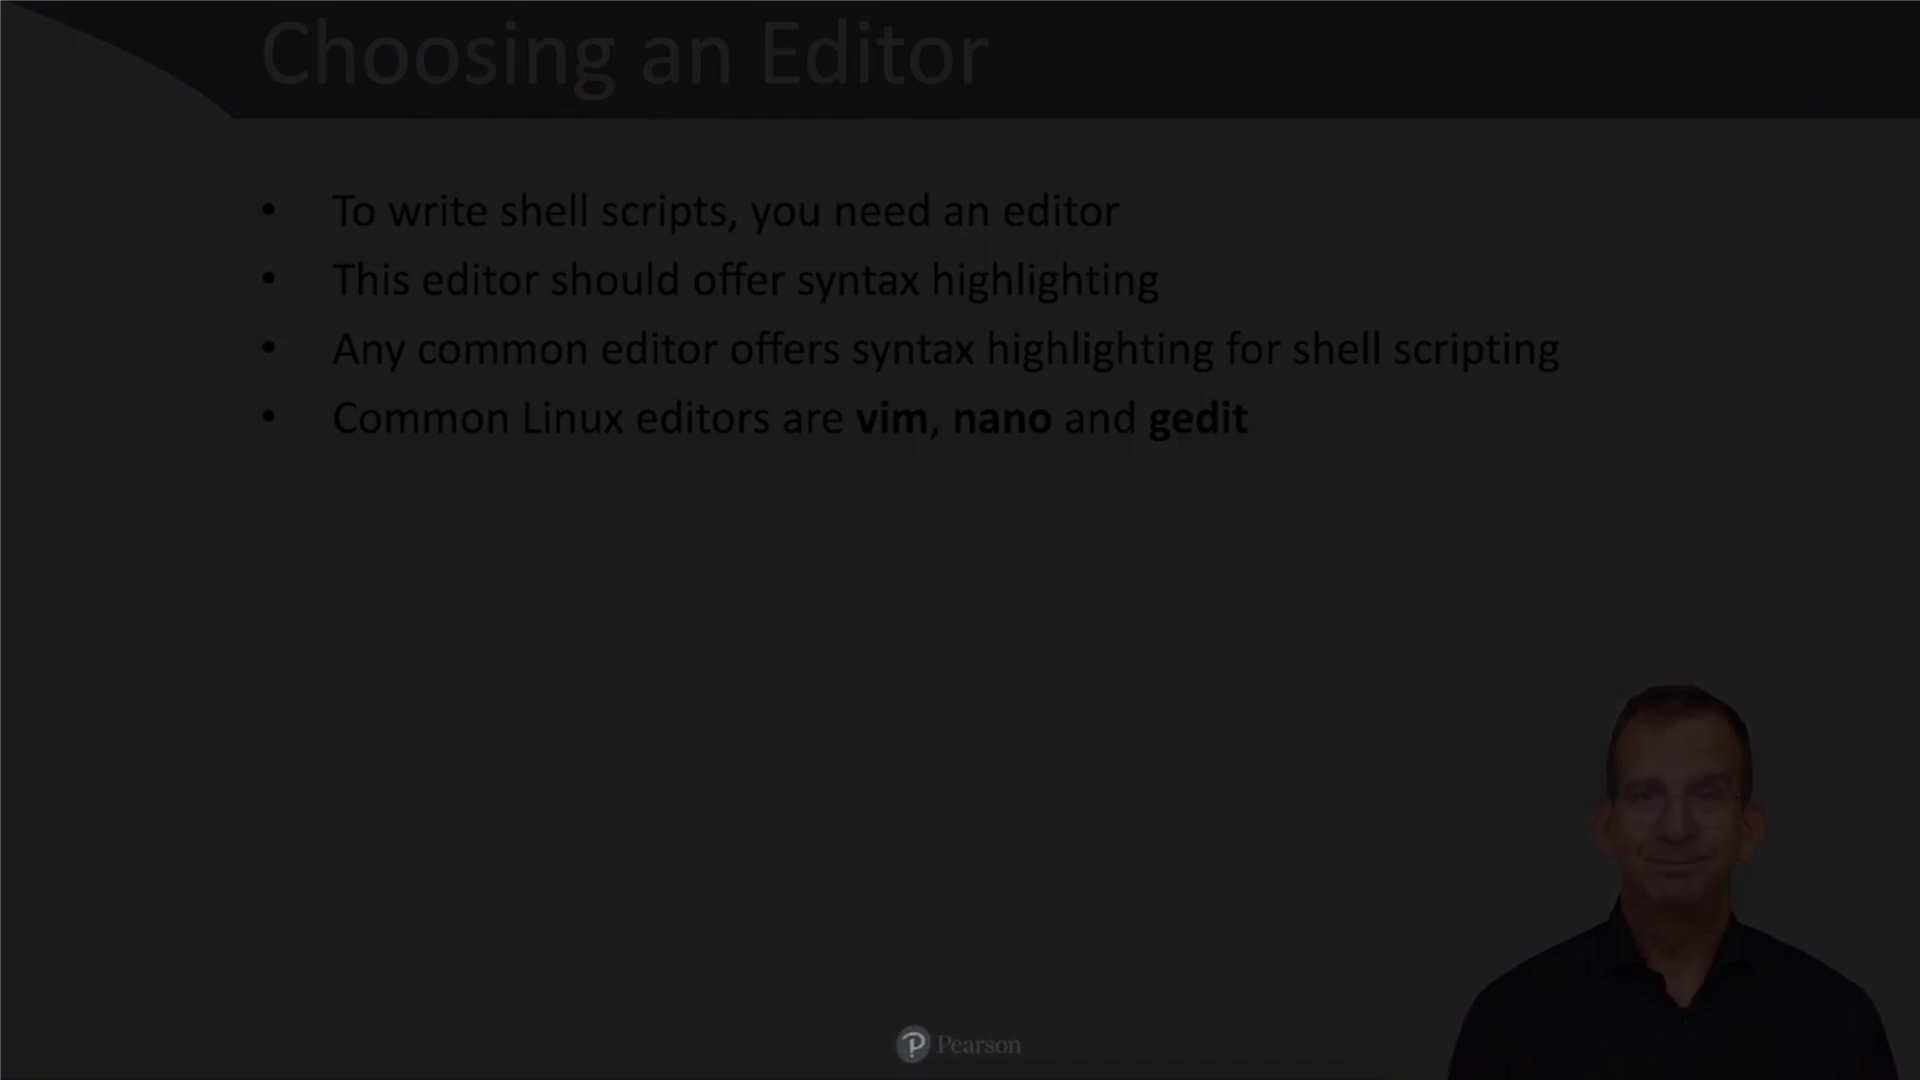 Choosing an Editor
• To write shell scripts, you need an editor
• This editor should offer syntax highlighting
• Any common editor offers syntax highlighting for shell scripting
• Common Linux editors are vim, nano and gedit
Pearson